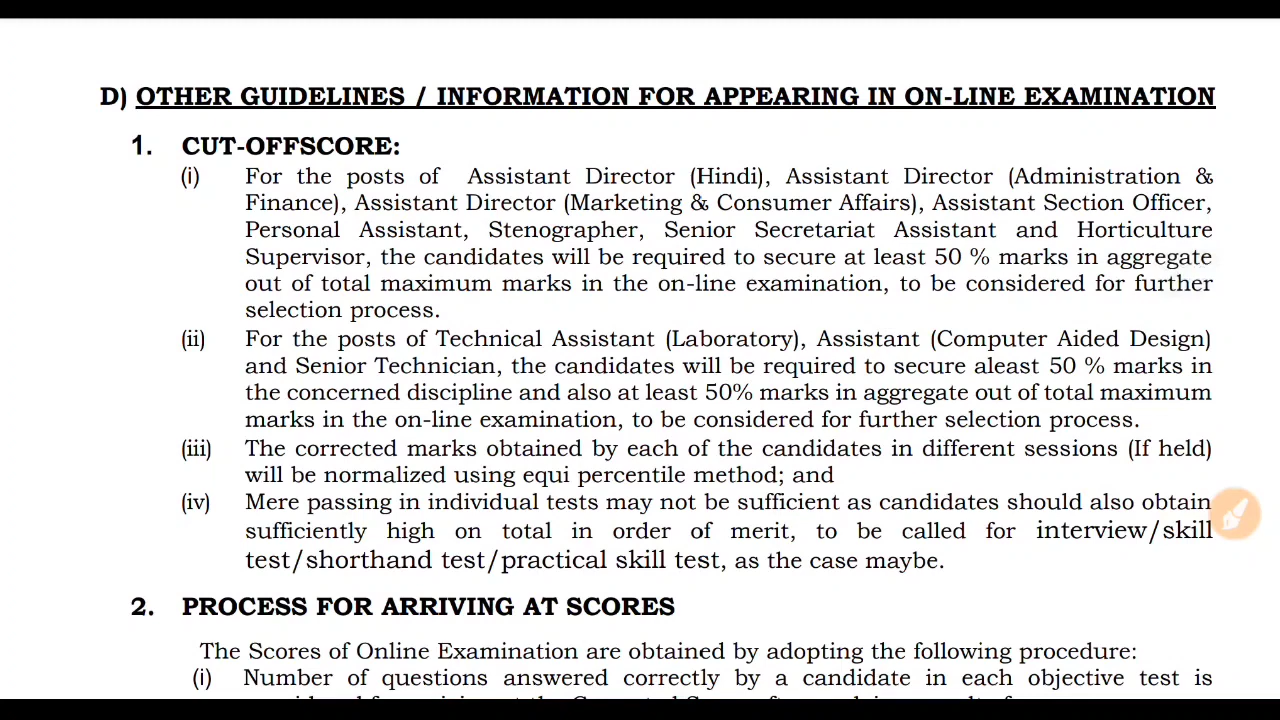 D) OTHER GUIDELINES / INFORMATION FOR APPEARING IN ON-LINE EXAMINATION
1. CUT-OFFSCORE:
(i) For the posts of Assistant Director (Hindi), Assistant Director (Administration &
Finance), Assistant Director (Marketing & Consumer Affairs), Assistant Section Officer,
Personal Assistant, Stenographer, Senior Secretariat Assistant and Horticulture
Supervisor, the candidates will be required to secure at least 50 % marks in aggregate
out of total maximum marks in the on-line examination, to be considered for further
selection process.
(ii) For the posts of Technical Assistant (Laboratory), Assistant (Computer Aided Design)
and Senior Technician, the candidates will be required to secure aleast 50 % marks in
the concerned discipline and also at least 50% marks in aggregate out of total maximum
marks in the on-line examination, to be considered for further selection process.
(iii) The corrected marks obtained by each of the candidates in different sessions (If held)
will be normalized using equi percentile method; and
(iv) Mere passing in individual tests may not be sufficient as candidates should also obtain
sufficiently high on total in order of merit, to be called for interview/skill
test/shorthand test/practical skill test, as the case maybe.
2. PROCESS FOR ARRIVING AT SCORES
The Scores of Online Examination are obtained by adopting the following procedure:
(i) Number of questions answered correctly by a candidate in each objective test is